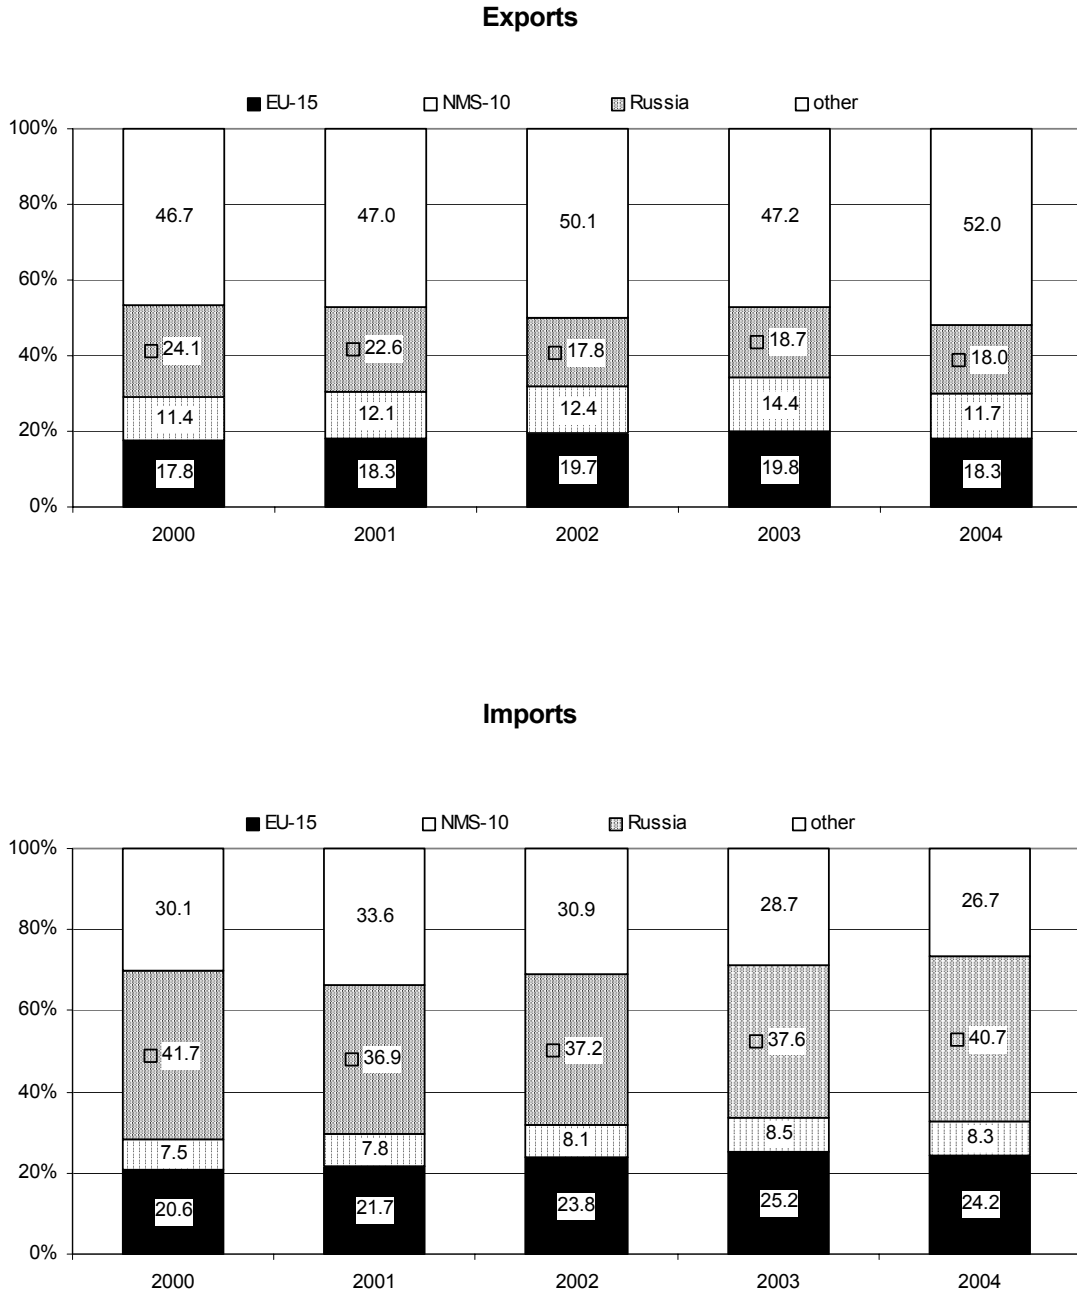 Exports
EU-15 NMS-10 Russia other
100%
46.7 47.0 50.1 47.2 52.0
80%
60%
24.1 22.6 17.8 18.7 18.0
40%
11.4 12.1 12.4 14.4 11.7
20%
17.8 18.3 19.7 19.8 18.3
0%
2000 2001 2002 2003 2004
Imports
EU-15 NMS-10 Russia other
100%
30.1 33.6 30.9 28.7 26.7
80%
60%
41.7 36.9 37.2 37.6 40.7
40%
7.5 7.8 8.1 8.5 8.3
20%
20.6 21.7 23.8 25.2 24.2
0%
2000 2001 2002 2003 2004